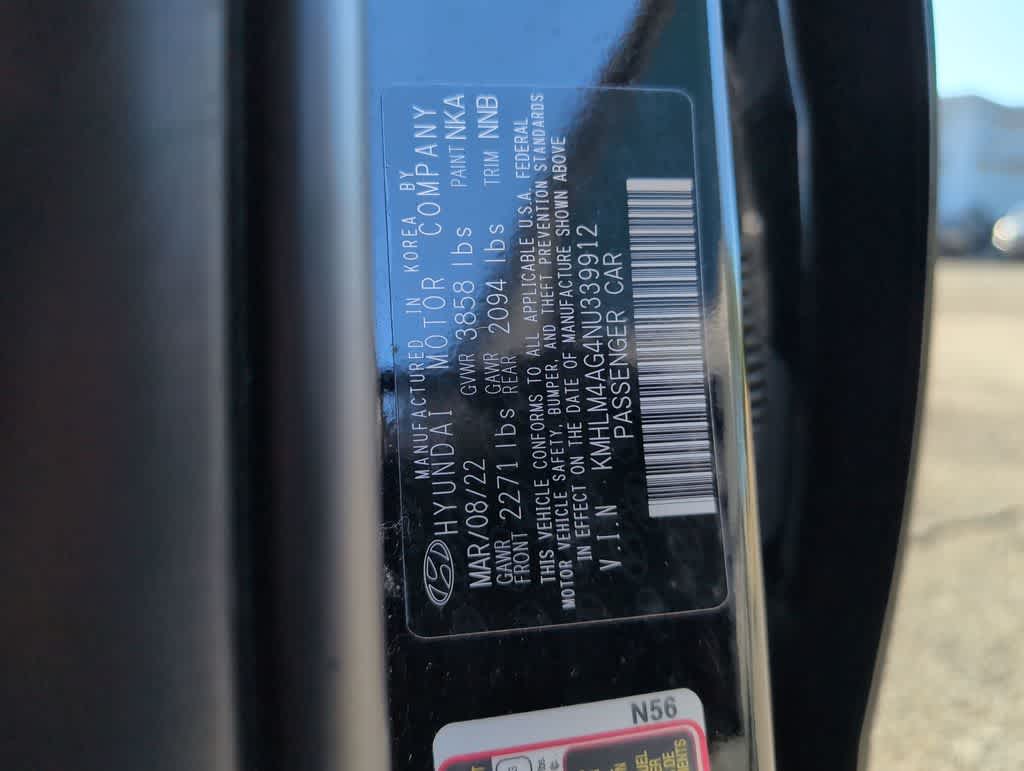 MANUFACTURED IN KOREA BY
HYUNDAI MOTOR COMPANY
MAR/08/22 GVWR 3858 lbs PAINT NKA
GAWR FRONT 2271 lbs GAWR REAR 2094 lbs TRIM NNB
THIS VEHICLE CONFORMS TO ALL APPLICABLE U.S.A. FEDERAL
MOTOR VEHICLE SAFETY, BUMPER, AND THEFT PREVENTION STANDARDS
IN EFFECT ON THE DATE OF MANUFACTURE SHOWN ABOVE
V.I.N KMHLM4AG4NU339912
PASSENGER CAR
N56